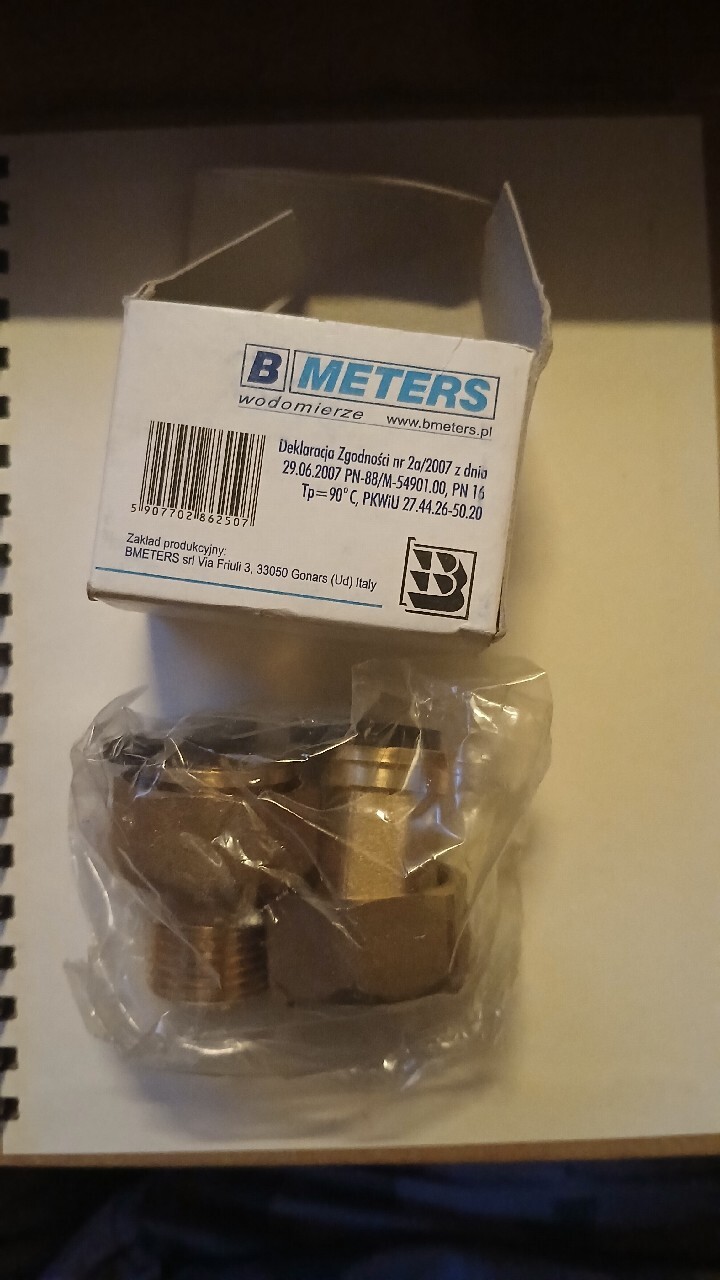 B METERS
wodomierze www.bmeters.pl
Deklaracja Zgodności nr 2a/2007 z dnia
29.06.2007 PN-88/M-54901.00, PN 16
Tp=90°C, PKWiU 27.44.26-50.20
5 907702 862507
Zakład produkcyjny:
BMETERS srl Via Friuli 3, 33050 Gonars (Ud) Italy
B